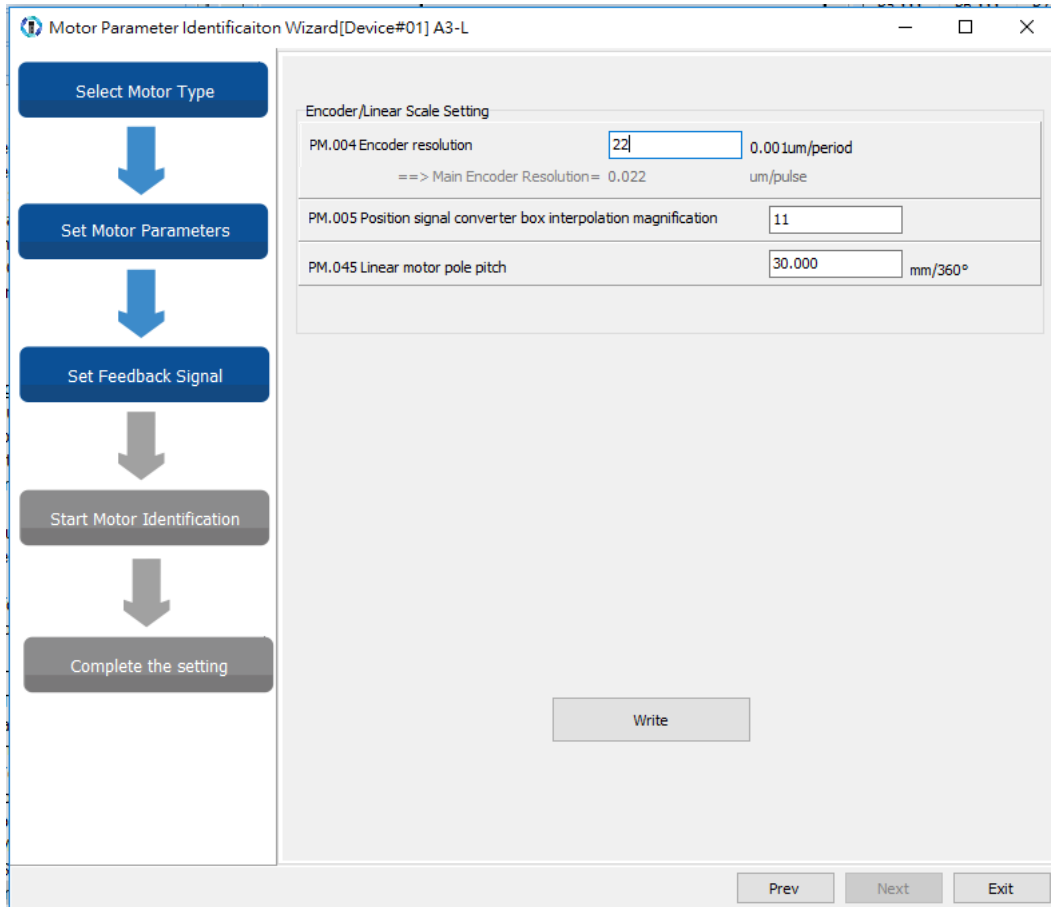 Motor Parameter Identificaiton Wizard[Device#01] A3-L
Select Motor Type
Set Motor Parameters
Set Feedback Signal
Start Motor Identification
Complete the setting
Encoder/Linear Scale Setting
PM.004 Encoder resolution 22 0.001um/period
==> Main Encoder Resolution= 0.022 um/pulse
PM.005 Position signal converter box interpolation magnification 11
PM.045 Linear motor pole pitch 30.000 mm/360°
Write
Prev Next Exit